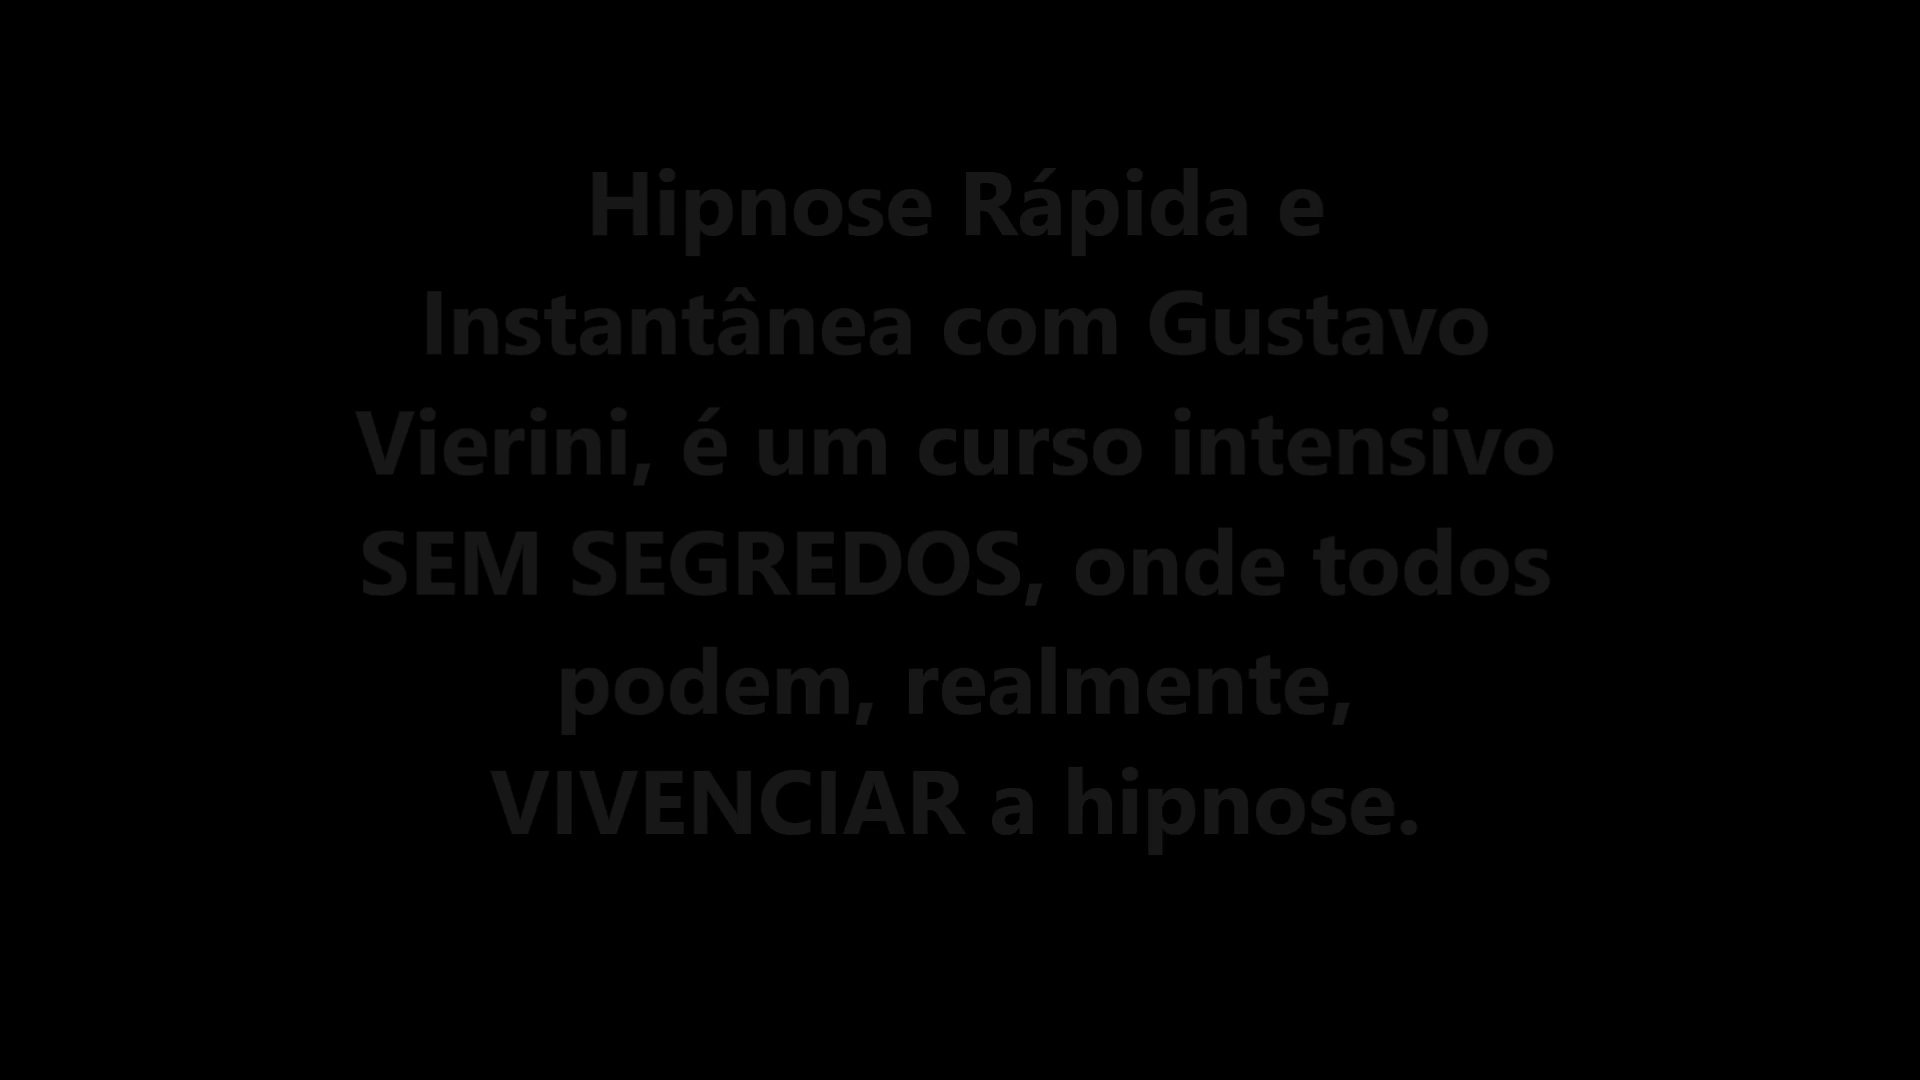 Hipnose Rápida e
Instantânea com Gustavo
Vierini, é um curso intensivo
SEM SEGREDOS, onde todos
podem, realmente,
VIVENCIAR a hipnose.